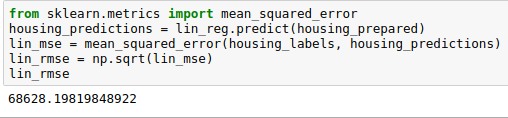 from sklearn.metrics import mean_squared_error
housing_predictions = lin_reg.predict(housing_prepared)
lin_mse = mean_squared_error(housing_labels, housing_predictions)
lin_rmse = np.sqrt(lin_mse)
lin_rmse
68628.19819848922